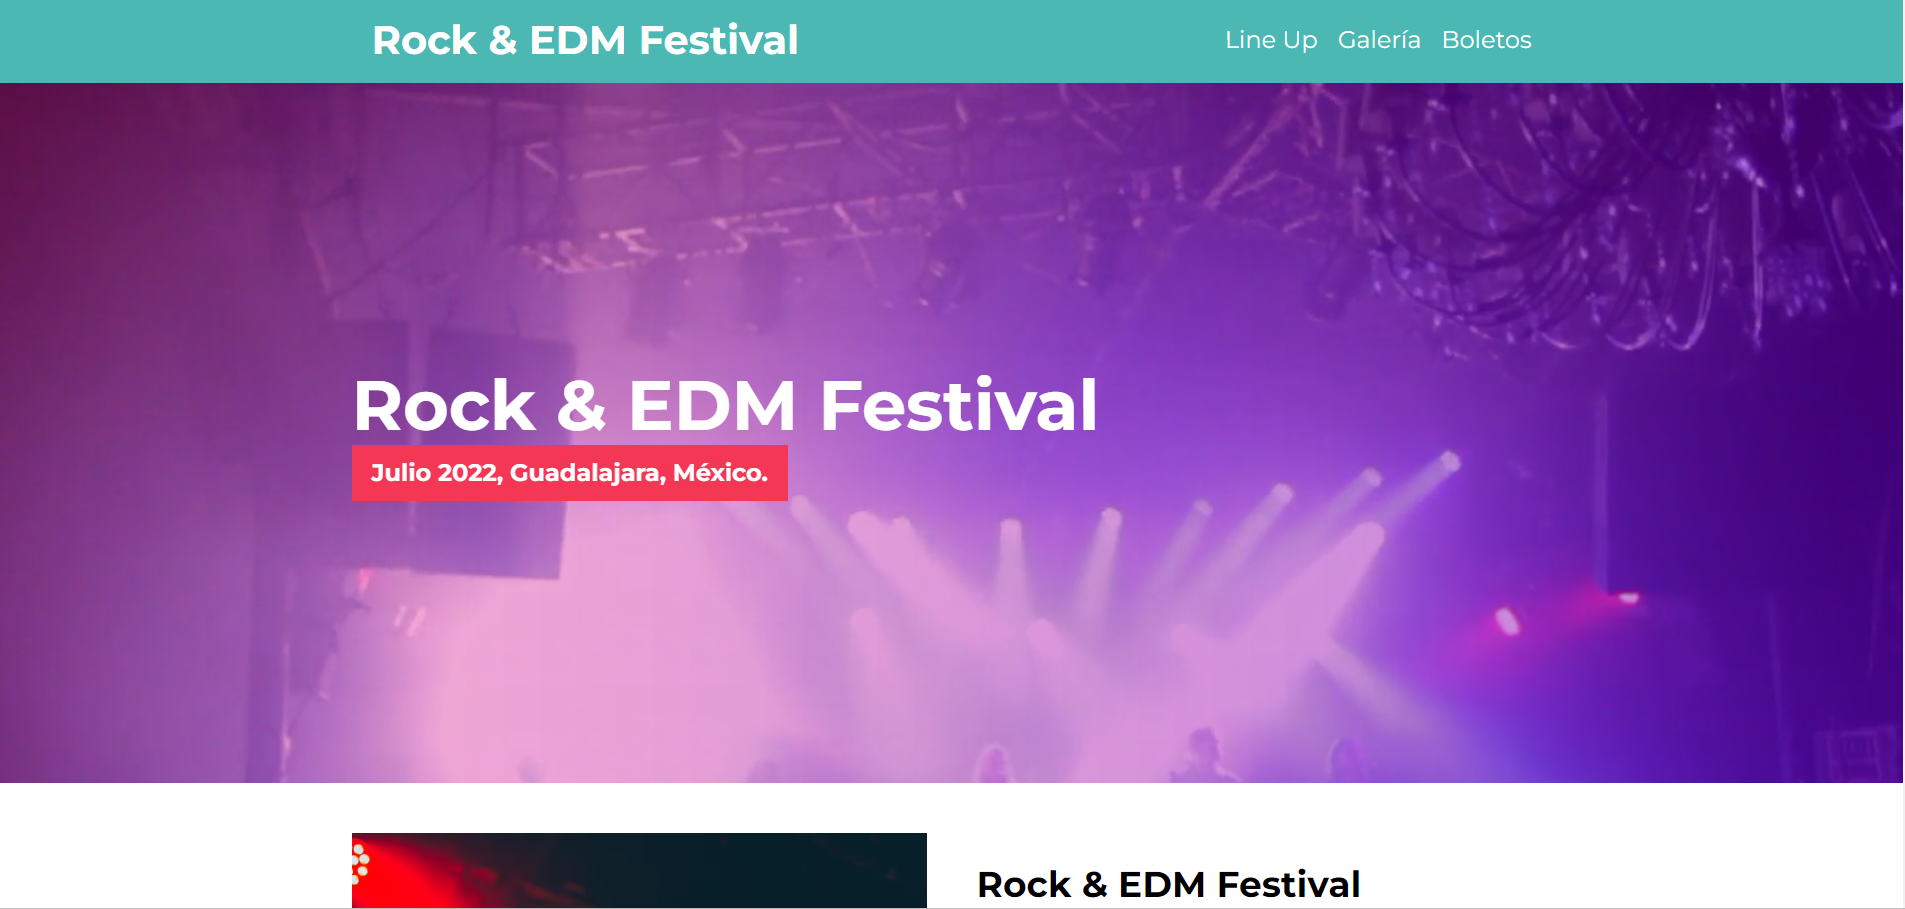 Rock & EDM Festival
Line Up Galería Boletos
Rock & EDM Festival
Julio 2022, Guadalajara, México.
Rock & EDM Festival